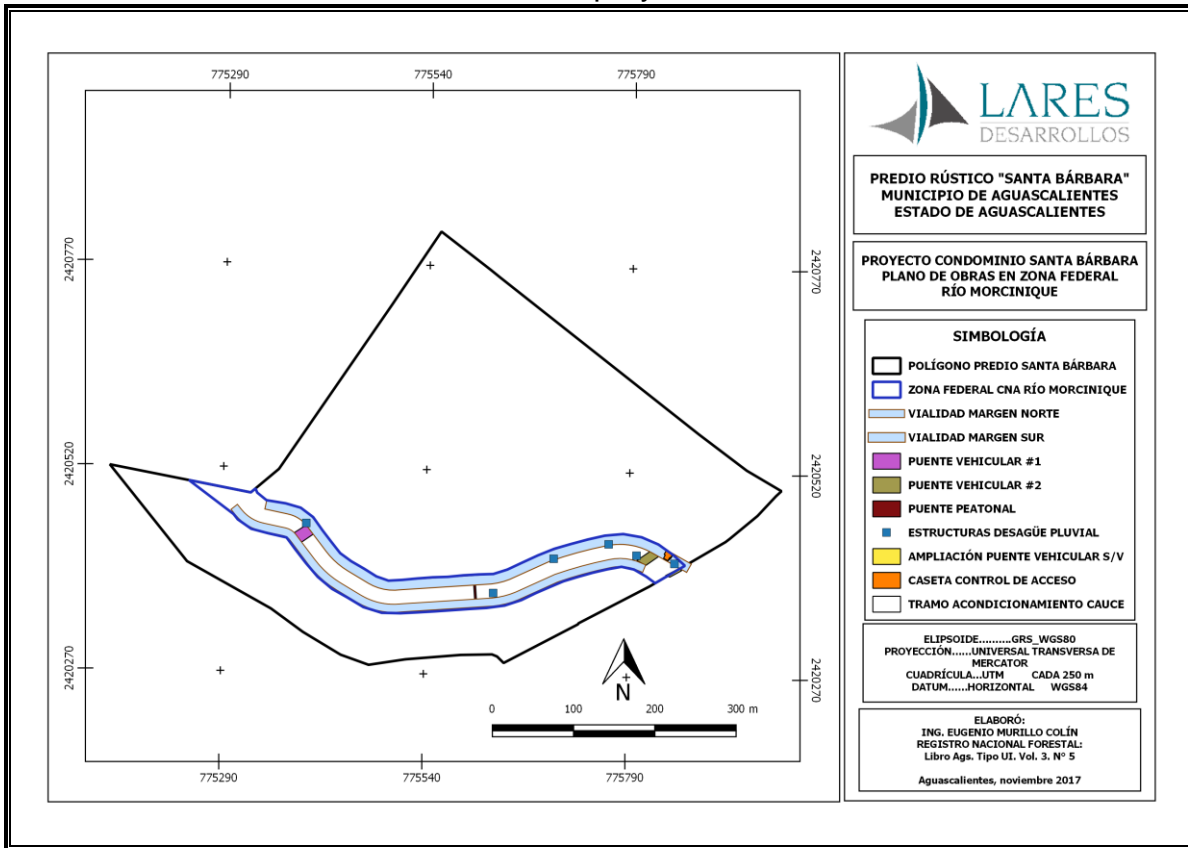 775290
775540
775790
2420770
2420770
2420520
2420520
2420270
2420270
N
0 100 200 300 m
775290
775540
775790
LARES
DESARROLLOS
PREDIO RÚSTICO "SANTA BÁRBARA"
MUNICIPIO DE AGUASCALIENTES
ESTADO DE AGUASCALIENTES
PROYECTO CONDOMINIO SANTA BÁRBARA
PLANO DE OBRAS EN ZONA FEDERAL
RÍO MORCINIQUE
SIMBOLOGÍA
POLÍGONO PREDIO SANTA BÁRBARA
ZONA FEDERAL CNA RÍO MORCINIQUE
VIALIDAD MARGEN NORTE
VIALIDAD MARGEN SUR
PUENTE VEHICULAR #1
PUENTE VEHICULAR #2
PUENTE PEATONAL
ESTRUCTURAS DESAGÜE PLUVIAL
AMPLIACIÓN PUENTE VEHICULAR S/V
CASETA CONTROL DE ACCESO
TRAMO ACONDICIONAMIENTO CAUCE
ELIPSOIDE..........GRS_WGS80
PROYECCIÓN......UNIVERSAL TRANSVERSA DE
MERCATOR
CUADRÍCULA...UTM CADA 250 m
DATUM......HORIZONTAL WGS84
ELABORÓ:
ING. EUGENIO MURILLO COLÍN
REGISTRO NACIONAL FORESTAL:
Libro Ags. Tipo UI. Vol. 3. N° 5
Aguascalientes, noviembre 2017